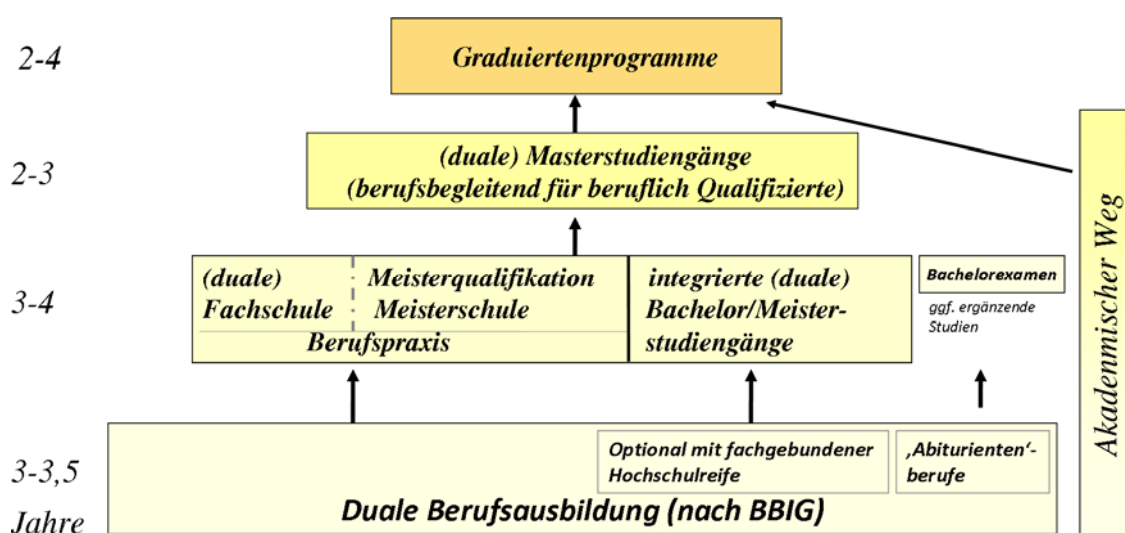 2-4
Graduiertenprogramme
2-3
(duale) Masterstudiengänge
(berufsbegleitend für beruflich Qualifizierte)
3-4
(duale)
Fachschule
Meisterqualifikation
Meisterschule
Berufspraxis
integrierte (duale)
Bachelor/Meister-
studiengänge
Bachelorexamen
ggf. ergänzende
Studien
Akadenmischer Weg
3-3,5
Jahre
Optional mit fachgebundener
Hochschulreife
‚Abiturienten‘-
berufe
Duale Berufsausbildung (nach BBIG)